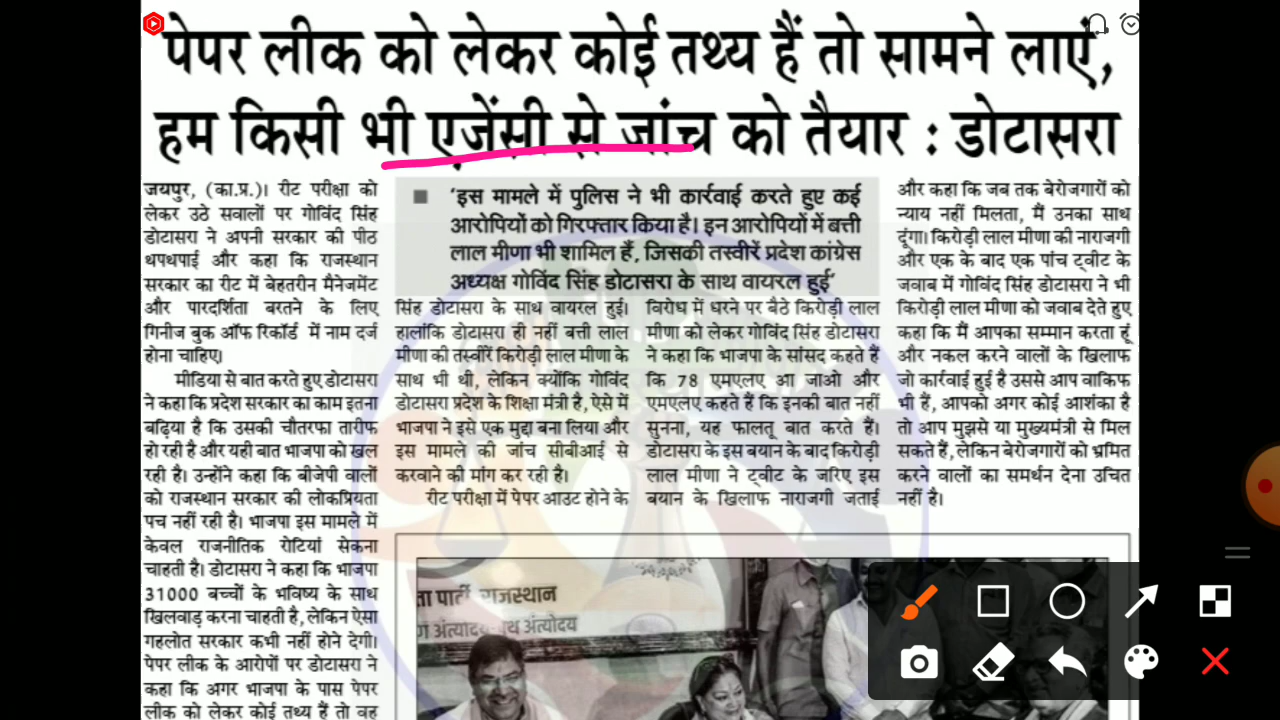 पेपर लीक को लेकर कोई तथ्य हैं तो सामने लाएं,
हम किसी भी एजेंसी से जांच को तैयार : डोटासरा
जयपुर, (का.प्र.)। रीट परीक्षा को
लेकर उठे सवालों पर गोविंद सिंह
डोटासरा ने अपनी सरकार की पीठ
थपथपाई और कहा कि राजस्थान
सरकार का रीट में बेहतरीन मैनेजमेंट
और पारदर्शिता बरतने के लिए
गिनीज बुक ऑफ रिकॉर्ड में नाम दर्ज
होना चाहिए।
मीडिया से बात करते हुए डोटासरा
ने कहा कि प्रदेश सरकार का काम इतना
बढ़िया है कि उसकी चौतरफा तारीफ
हो रही है और यही बात भाजपा को खल
रही है। उन्होंने कहा कि बीजेपी वालों
को राजस्थान सरकार की लोकप्रियता
पच नहीं रही है। भाजपा इस मामले में
केवल राजनीतिक रोटियां सेकना
चाहती है। डोटासरा ने कहा कि भाजपा
31000 बच्चों के भविष्य के साथ
खिलवाड़ करना चाहती है, लेकिन ऐसा
गहलोत सरकार कभी नहीं होने देगी।
पेपर लीक के आरोपों पर डोटासरा ने
कहा कि अगर भाजपा के पास पेपर
लीक को लेकर कोई तथ्य हैं तो वह
■ 'इस मामले में पुलिस ने भी कार्रवाई करते हुए कई
आरोपियों को गिरफ्तार किया है। इन आरोपियों में बत्ती
लाल मीणा भी शामिल हैं, जिसकी तस्वीरें प्रदेश कांग्रेस
अध्यक्ष गोविंद सिंह डोटासरा के साथ वायरल हुई'
सिंह डोटासरा के साथ वायरल हुई।
हालांकि डोटासरा ही नहीं बत्ती लाल
मीणा की तस्वीरें किरोड़ी लाल मीणा के
साथ भी थी, लेकिन क्योंकि गोविंद
डोटासरा प्रदेश के शिक्षा मंत्री है, ऐसे में
भाजपा ने इसे एक मुद्दा बना लिया और
इस मामले की जांच सीबीआई से
करवाने की मांग कर रही है।
रीट परीक्षा में पेपर आउट होने के
विरोध में धरने पर बैठे किरोड़ी लाल
मीणा को लेकर गोविंद सिंह डोटासरा
ने कहा कि भाजपा के सांसद कहते हैं
कि 78 एमएलए आ जाओ और
एमएलए कहते हैं कि इनकी बात नहीं
सुनना, यह फालतू बात करते हैं।
डोटासरा के इस बयान के बाद किरोड़ी
लाल मीणा ने ट्वीट के जरिए इस
बयान के खिलाफ नाराजगी जताई
और कहा कि जब तक बेरोजगारों को
न्याय नहीं मिलता, मैं उनका साथ
दूंगा। किरोड़ी लाल मीणा की नाराजगी
और एक के बाद एक पांच ट्वीट के
जवाब में गोविंद सिंह डोटासरा ने भी
किरोड़ी लाल मीणा को जवाब देते हुए
कहा कि मैं आपका सम्मान करता हूं
और नकल करने वालों के खिलाफ
जो कार्रवाई हुई है उससे आप वाकिफ
भी हैं, आपको अगर कोई आशंका है
तो आप मुझसे या मुख्यमंत्री से मिल
सकते हैं, लेकिन बेरोजगारों को भ्रमित
करने वालों का समर्थन देना उचित
नहीं है।
ता पार्टी, राजस्थान
अंत्योदय पथ अंत्योदय